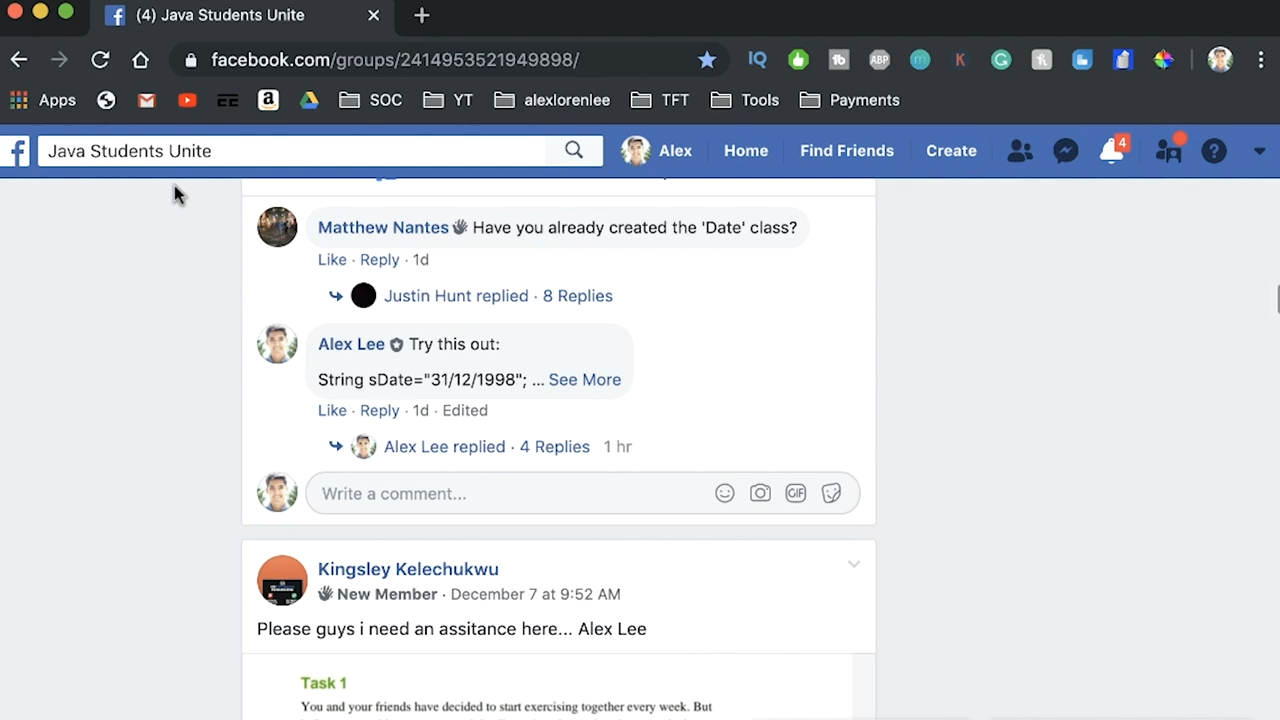 (4) Java Students Unite
facebook.com/groups/2414953521949898/
Apps SOC YT alexlorenlee TFT Tools Payments
Java Students Unite Alex Home Find Friends Create 4
Matthew Nantes Have you already created the 'Date' class?
Like · Reply · 1d
Justin Hunt replied · 8 Replies
Alex Lee Try this out:
String sDate="31/12/1998"; ... See More
Like · Reply · 1d · Edited
Alex Lee replied · 4 Replies 1 hr
Write a comment... GIF
Kingsley Kelechukwu
New Member · December 7 at 9:52 AM
Please guys i need an assitance here... Alex Lee
Task 1
You and your friends have decided to start exercising together every week. But